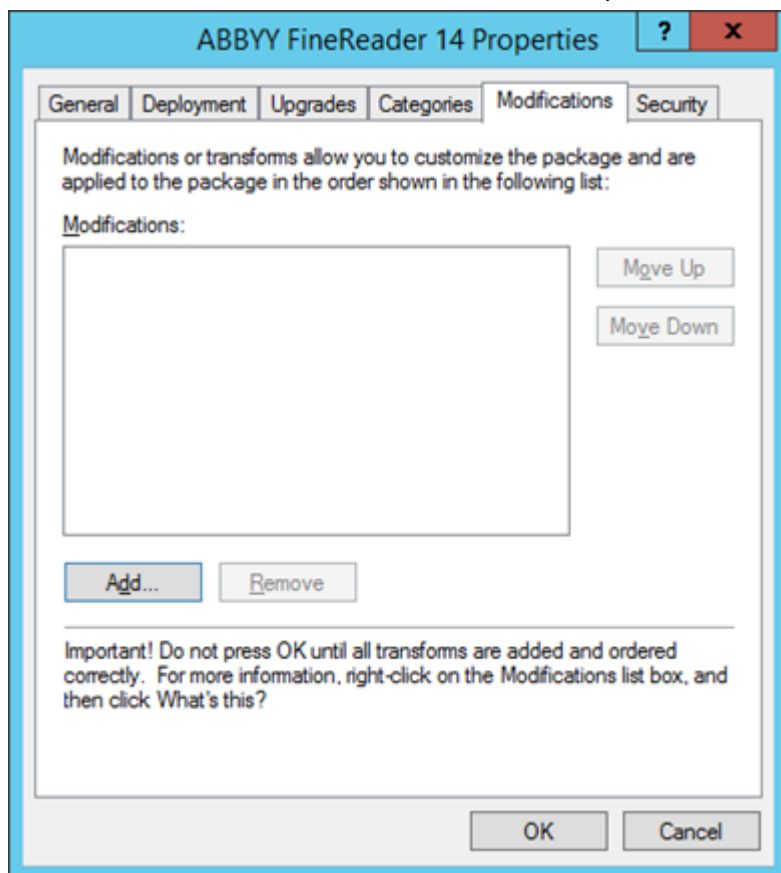 ABBYY FineReader 14 Properties ? x
General Deployment Upgrades Categories Modifications Security
Modifications or transforms allow you to customize the package and are
applied to the package in the order shown in the following list:
Modifications:
Move Up
Move Down
Add... Remove
Important! Do not press OK until all transforms are added and ordered
correctly. For more information, right-click on the Modifications list box, and
then click What's this?
OK Cancel